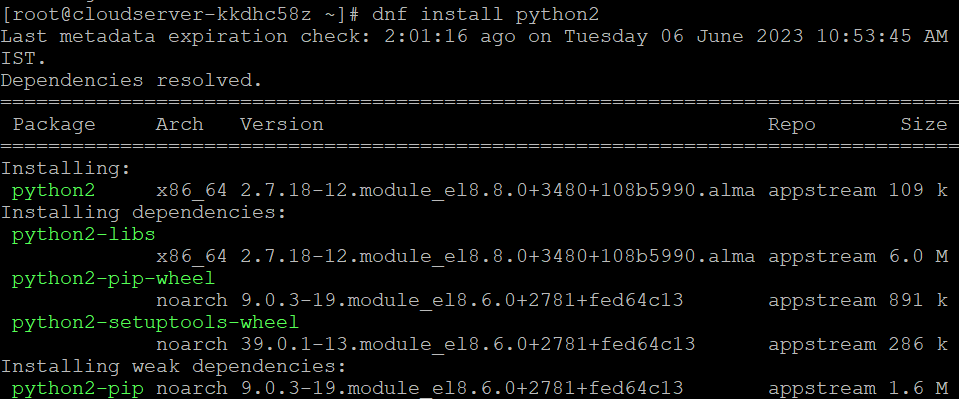 [root@cloudserver-kkdhc58z ~]# dnf install python2
Last metadata expiration check: 2:01:16 ago on Tuesday 06 June 2023 10:53:45 AM
IST.
Dependencies resolved.
================================================================================
 Package     Arch   Version                                     Repo       Size
================================================================================
Installing:
 python2     x86_64 2.7.18-12.module_el8.8.0+3480+108b5990.alma appstream 109 k
Installing dependencies:
 python2-libs
             x86_64 2.7.18-12.module_el8.8.0+3480+108b5990.alma appstream 6.0 M
 python2-pip-wheel
             noarch 9.0.3-19.module_el8.6.0+2781+fed64c13       appstream 891 k
 python2-setuptools-wheel
             noarch 39.0.1-13.module_el8.6.0+2781+fed64c13      appstream 286 k
Installing weak dependencies:
 python2-pip noarch 9.0.3-19.module_el8.6.0+2781+fed64c13       appstream 1.6 M